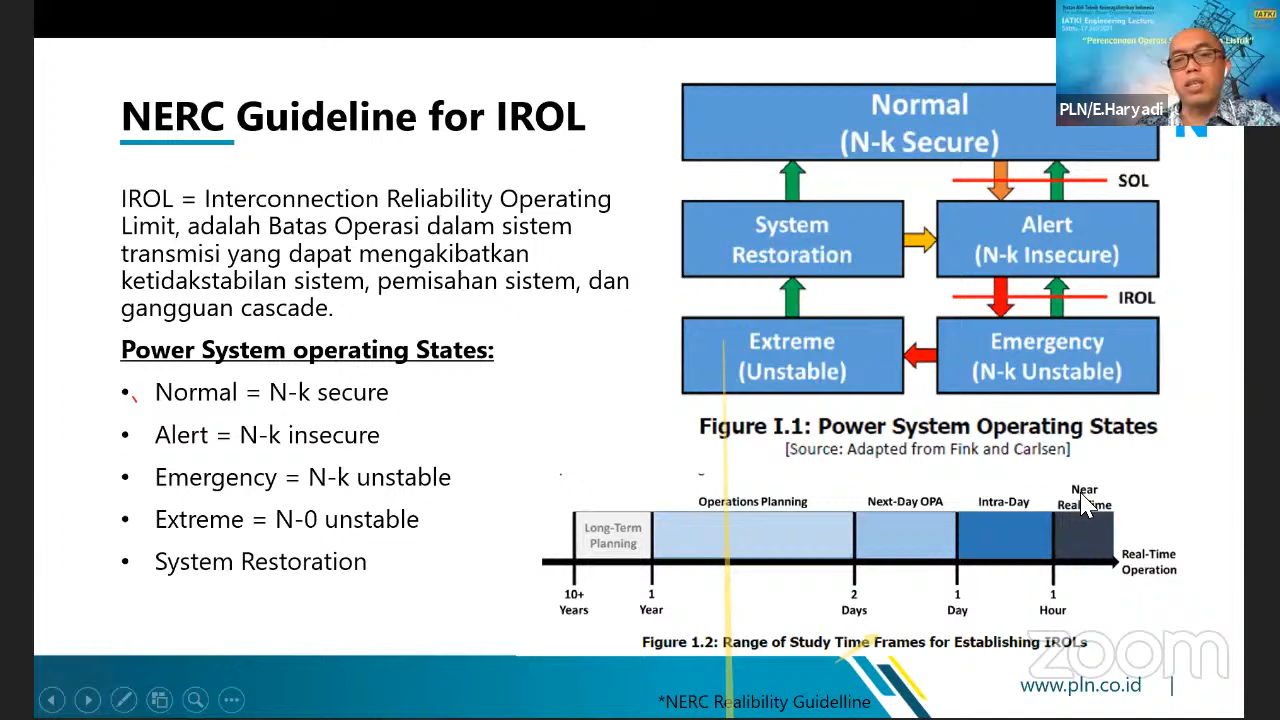 NERC Guideline for IROL
IROL = Interconnection Reliability Operating
Limit, adalah Batas Operasi dalam sistem
transmisi yang dapat mengakibatkan
ketidakstabilan sistem, pemisahan sistem, dan
gangguan cascade.
Power System operating States:
• Normal = N-k secure
• Alert = N-k insecure
• Emergency = N-k unstable
• Extreme = N-0 unstable
• System Restoration
Normal
(N-k Secure)
SOL
System
Restoration
Alert
(N-k Insecure)
IROL
Extreme
(Unstable)
Emergency
(N-k Unstable)
Figure I.1: Power System Operating States
[Source: Adapted from Fink and Carlsen]
Long-Term
Planning
Operations Planning
Next-Day OPA
Intra-Day
Near
Real-Time
Real-Time
Operation
10+
Years
1
Year
2
Days
1
Day
1
Hour
Figure 1.2: Range of Study Time Frames for Establishing IROLs
zoom
www.pln.co.id
*NERC Realibility Guidelline
IATKI Engineering Lecture
IATKI
"Perencanaan Operasi
PLN/E.Haryadi